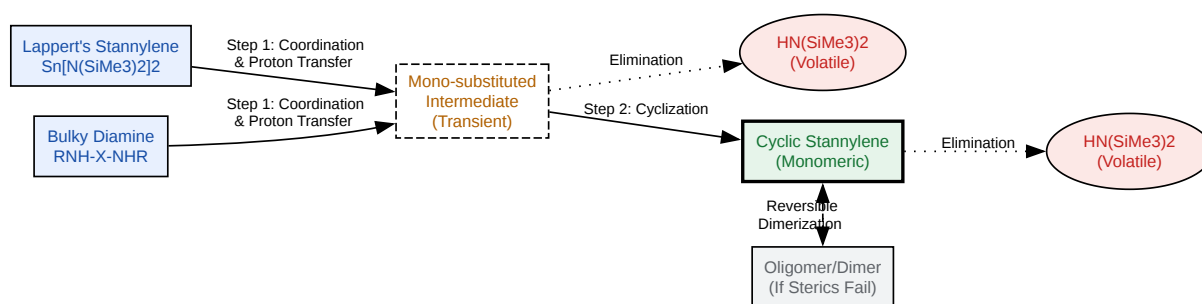 Lappert's Stannylene
Sn[N(SiMe3)2]2
Step 1: Coordination
& Proton Transfer
Bulky Diamine
RNH-X-NHR
Step 1: Coordination
& Proton Transfer
Mono-substituted
Intermediate
(Transient)
Elimination
HN(SiMe3)2
(Volatile)
Step 2: Cyclization
Cyclic Stannylene
(Monomeric)
Elimination
HN(SiMe3)2
(Volatile)
Reversible
Dimerization
Oligomer/Dimer
(If Sterics Fail)